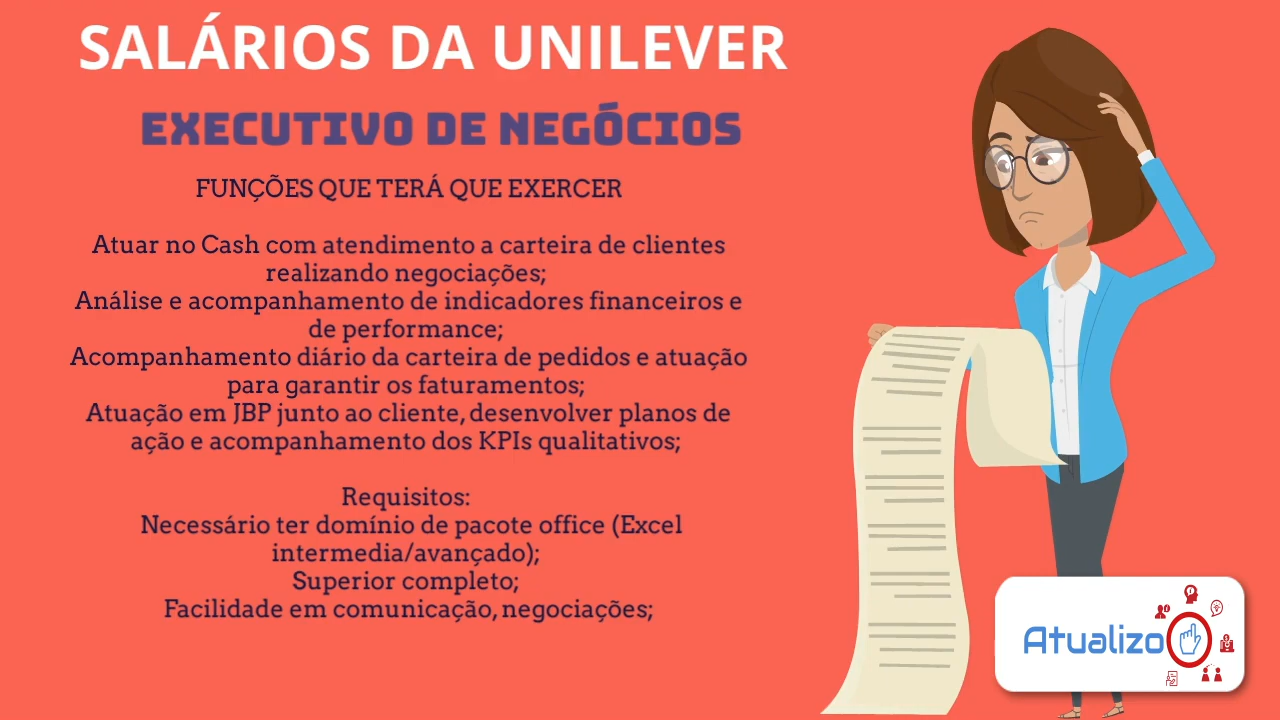 SALÁRIOS DA UNILEVER
EXECUTIVO DE NEGÓCIOS
FUNÇÕES QUE TERÁ QUE EXERCER
Atuar no Cash com atendimento a carteira de clientes
realizando negociações;
Análise e acompanhamento de indicadores financeiros e
de performance;
Acompanhamento diário da carteira de pedidos e atuação
para garantir os faturamentos;
Atuação em JBP junto ao cliente, desenvolver planos de
ação e acompanhamento dos KPIs qualitativos;
Requisitos:
Necessário ter domínio de pacote office (Excel
intermedia/avançado);
Superior completo;
Facilidade em comunicação, negociações;
Atualizo